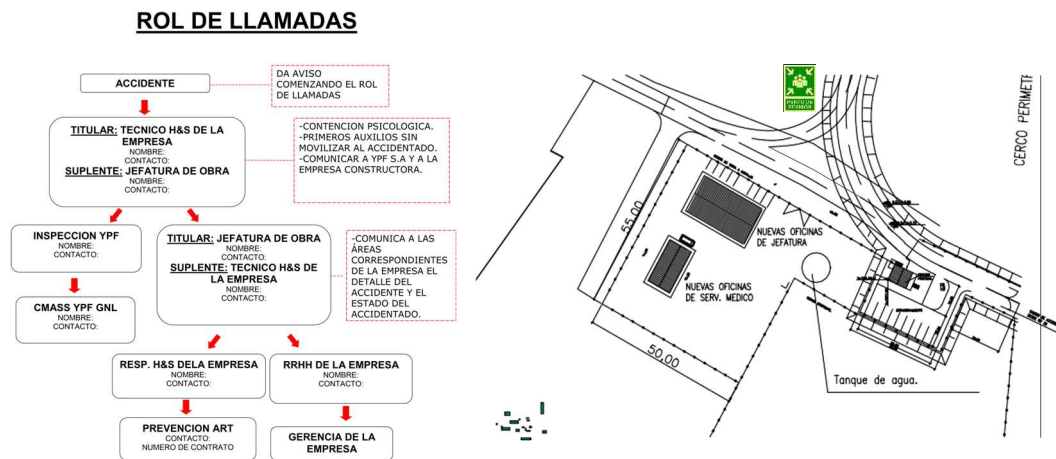 ROL DE LLAMADAS
ACCIDENTE
DA AVISO
COMENZANDO EL ROL
DE LLAMADAS
TITULAR: TECNICO H&S DE LA
EMPRESA
NOMBRE:
CONTACTO:
SUPLENTE: JEFATURA DE OBRA
NOMBRE:
CONTACTO:
-CONTENCION PSICOLOGICA.
-PRIMEROS AUXILIOS SIN
MOVILIZAR AL ACCIDENTADO.
-COMUNICAR A YPF S.A Y A LA
EMPRESA CONSTRUCTORA.
INSPECCION YPF
NOMBRE:
CONTACTO:
TITULAR: JEFATURA DE OBRA
NOMBRE:
CONTACTO:
SUPLENTE: TECNICO H&S DE
LA EMPRESA
NOMBRE:
CONTACTO:
-COMUNICA A LAS
ÁREAS
CORRESPONDIENTES
DE LA EMPRESA EL
DETALLE DEL
ACCIDENTE Y EL
ESTADO DEL
ACCIDENTADO.
CMASS YPF GNL
NOMBRE:
CONTACTO:
RESP. H&S DELA EMPRESA
NOMBRE:
CONTACTO:
RRHH DE LA EMPRESA
NOMBRE:
CONTACTO:
PREVENCION ART
CONTACTO:
NUMERO DE CONTRATO
GERENCIA DE LA
EMPRESA
PUNTO DE
REUNION
CERCO PERIMETR
55,00
NUEVAS OFICINAS
DE JEFATURA
NUEVAS OFICINAS
DE SERV. MEDICO
50,00
Tanque de agua.